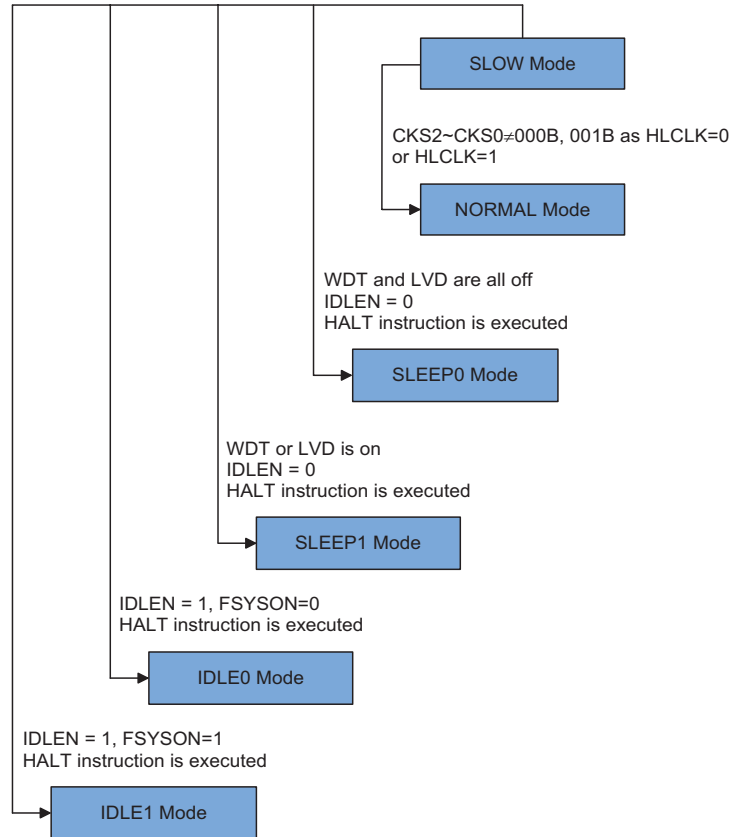 SLOW Mode
CKS2~CKS0≠000B, 001B as HLCLK=0
or HLCLK=1
NORMAL Mode
WDT and LVD are all off
IDLEN = 0
HALT instruction is executed
SLEEP0 Mode
WDT or LVD is on
IDLEN = 0
HALT instruction is executed
SLEEP1 Mode
IDLEN = 1, FSYSON=0
HALT instruction is executed
IDLE0 Mode
IDLEN = 1, FSYSON=1
HALT instruction is executed
IDLE1 Mode